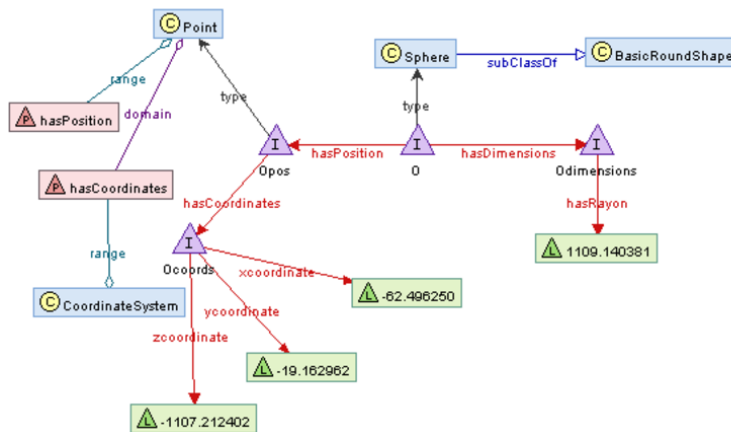 C Point
C Sphere
subClassOf
C BasicRoundShape
range
type
type
P hasPosition
domain
I
hasPosition
I
hasDimensions
I
Opos
O
Odimensions
P hasCoordinates
hasCoordinates
hasRayon
I
range
Ocoords
xcoordinate
L 1109.140381
C CoordinateSystem
ycoordinate
L -62.496250
zcoordinate
L -19.162962
L -1107.212402